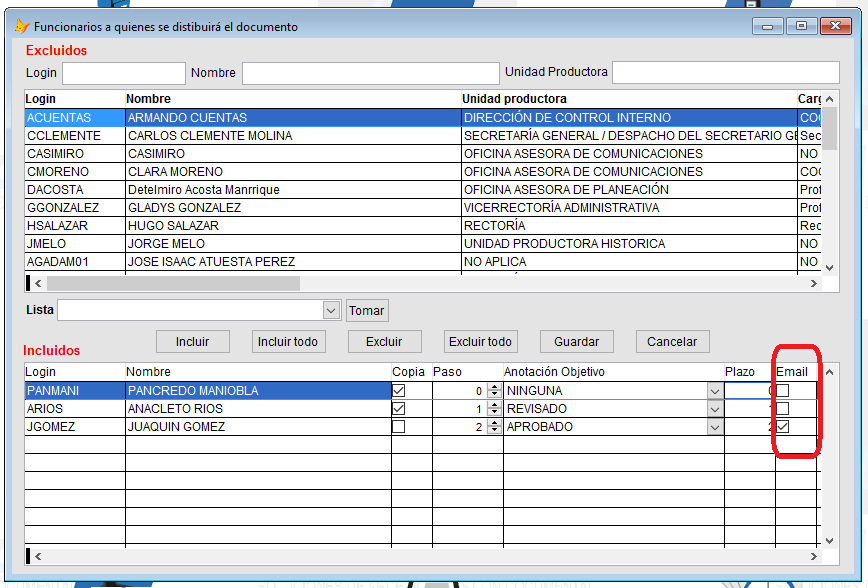 Funcionarios a quienes se distibuirá el documento
Excluidos
Login Nombre Unidad Productora
Login Nombre Unidad productora Carg
ACUENTAS ARMANDO CUENTAS DIRECCIÓN DE CONTROL INTERNO COO
CCLEMENTE CARLOS CLEMENTE MOLINA SECRETARÍA GENERAL / DESPACHO DEL SECRETARIO GE Sec
CASIMIRO CASIMIRO OFICINA ASESORA DE COMUNICACIONES NO
CMORENO CLARA MORENO OFICINA ASESORA DE COMUNICACIONES COO
DACOSTA Detelmiro Acosta Manrrique OFICINA ASESORA DE PLANEACIÓN Prof
GGONZALEZ GLADYS GONZALEZ VICERRECTORÍA ADMINISTRATIVA Prof
HSALAZAR HUGO SALAZAR RECTORÍA Rec
JMELO JORGE MELO UNIDAD PRODUCTORA HISTORICA NO
AGADAM01 JOSE ISAAC ATUESTA PEREZ NO APLICA NO
Lista Tomar
Incluir Incluir todo Excluir Excluir todo Guardar Cancelar
Incluidos
Login Nombre Copia Paso Anotación Objetivo Plazo Email
PANMANI PANCREDO MANIOBLA 0 NINGUNA 0
ARIOS ANACLETO RIOS 1 REVISADO 1
JGOMEZ JUAQUIN GOMEZ 2 APROBADO 2